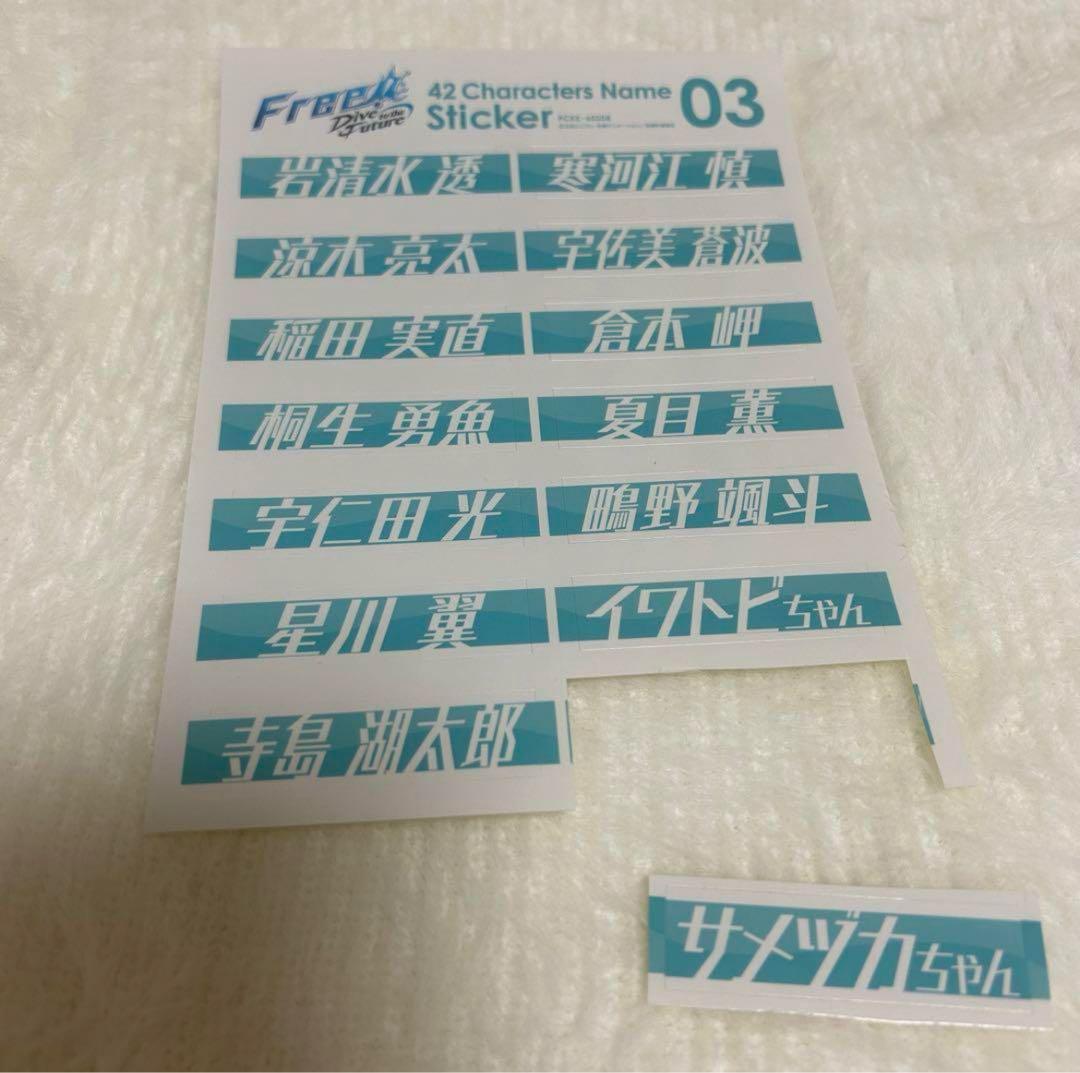 Free!
Dive to the Future
42 Characters Name
Sticker
03
岩清水 透 寒河江 慎
涼木 亮太 宇佐美 蒼波
稲田 実直 倉本 岬
桐生 勇魚 夏目 薫
宇仁田 光 鴫野 颯斗
星川 翼 イワトビちゃん
寺島 湖太郎
サメヅカちゃん